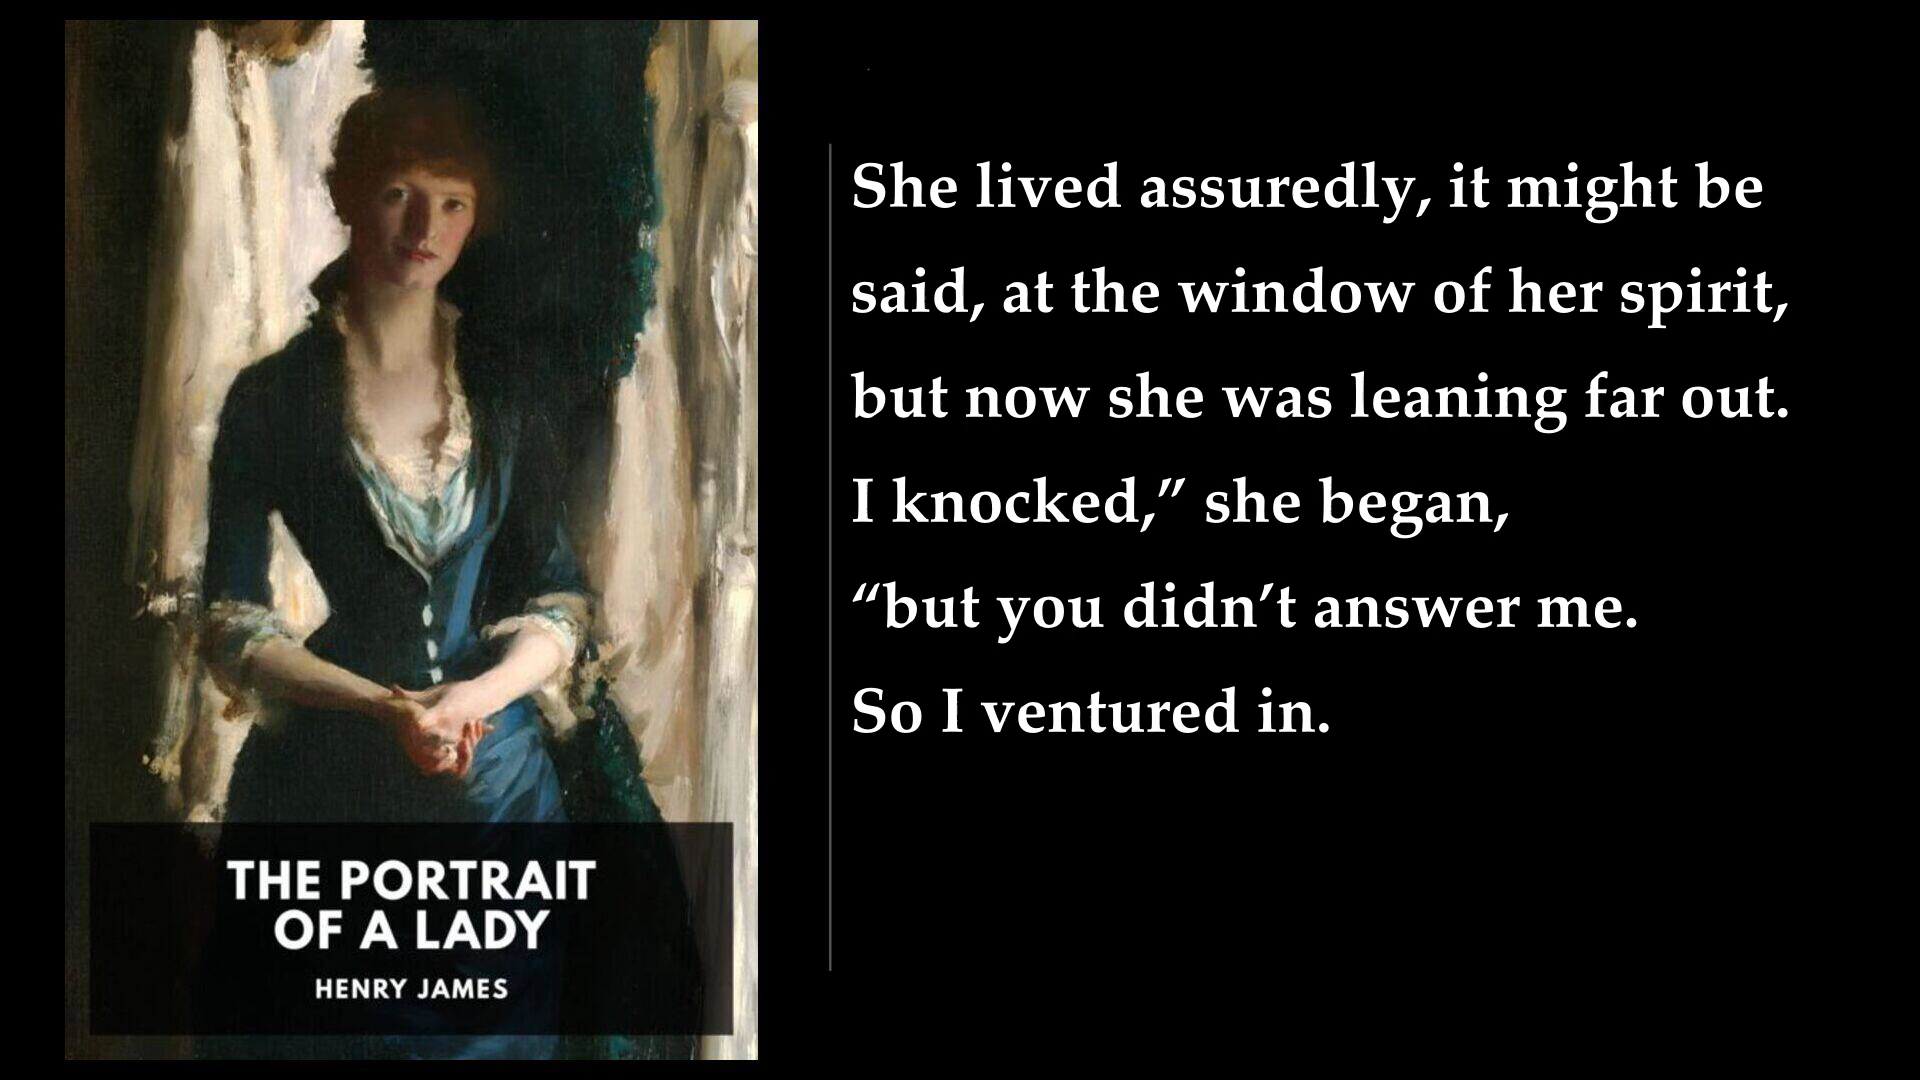 She lived assuredly, it might be
said, at the window of her spirit,
but now she was leaning far out.
I knocked,” she began,
“but you didn’t answer me.
So I ventured in.
THE PORTRAIT
OF A LADY
HENRY JAMES